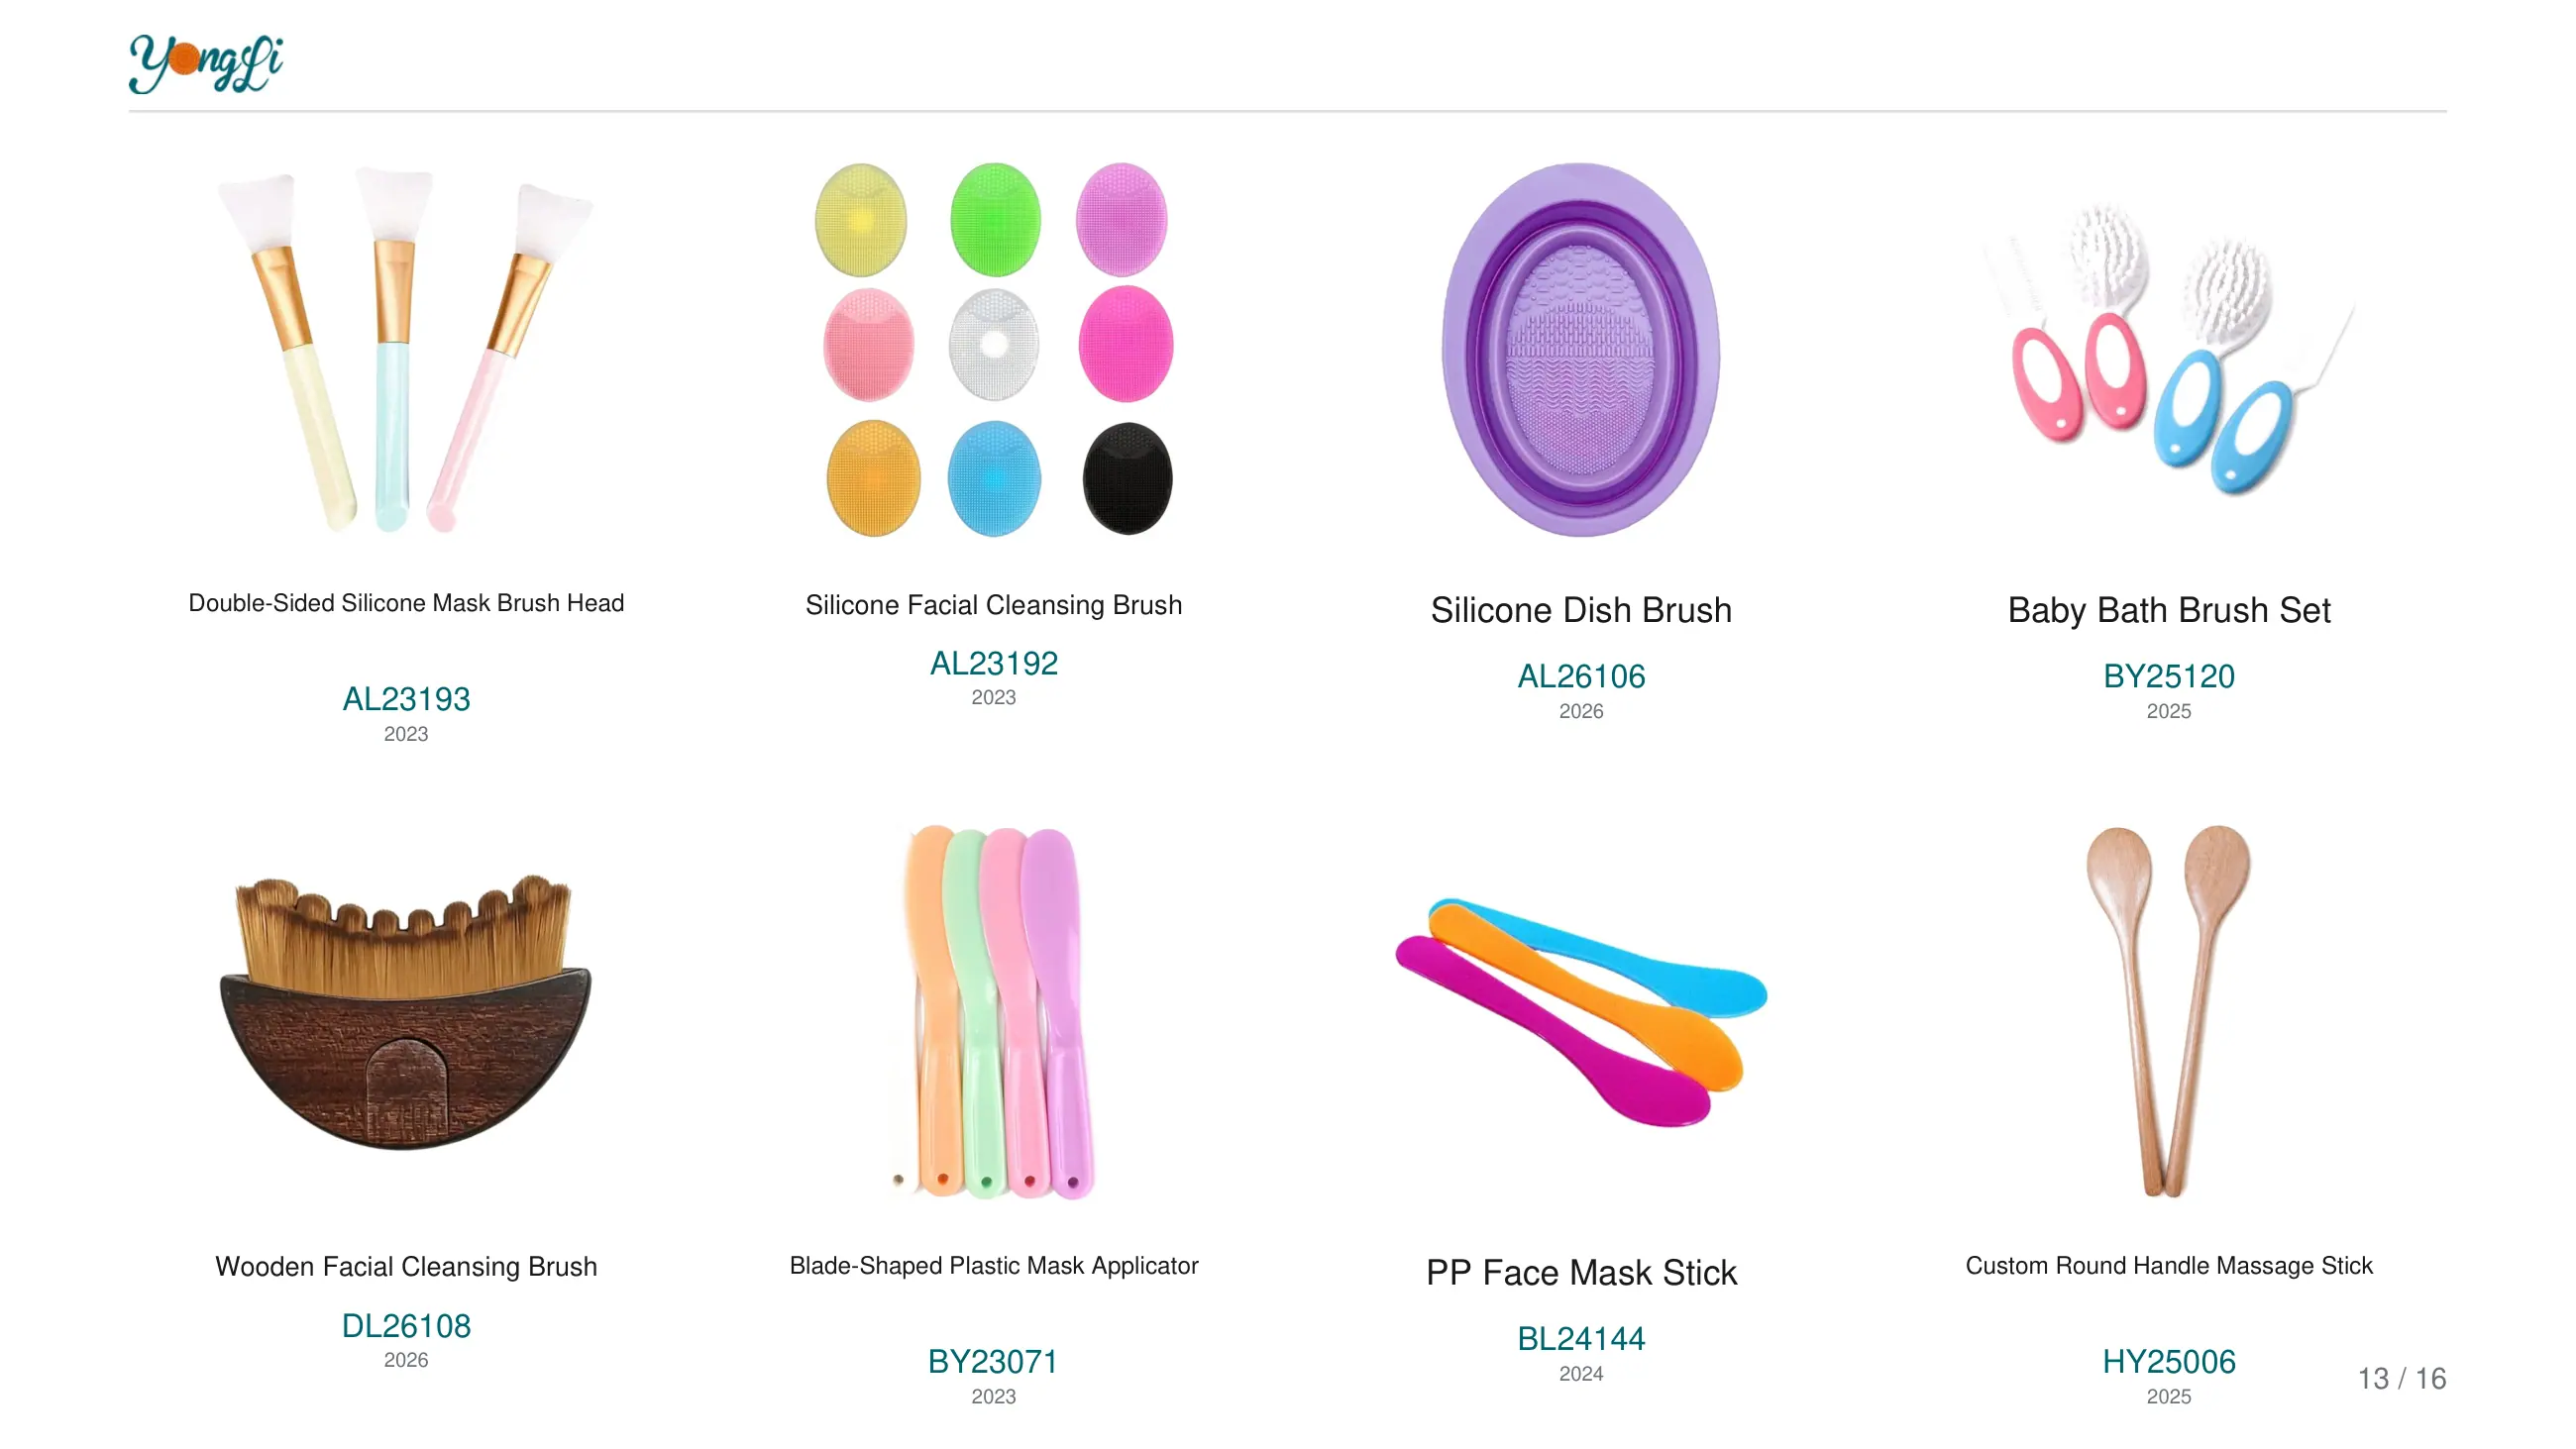 YongLi
Double-Sided Silicone Mask Brush Head
AL23193
2023
Silicone Facial Cleansing Brush
AL23192
2023
Silicone Dish Brush
AL26106
2026
Baby Bath Brush Set
BY25120
2025
Wooden Facial Cleansing Brush
DL26108
2026
Blade-Shaped Plastic Mask Applicator
BY23071
2023
PP Face Mask Stick
BL24144
2024
Custom Round Handle Massage Stick
HY25006
2025
13 / 16